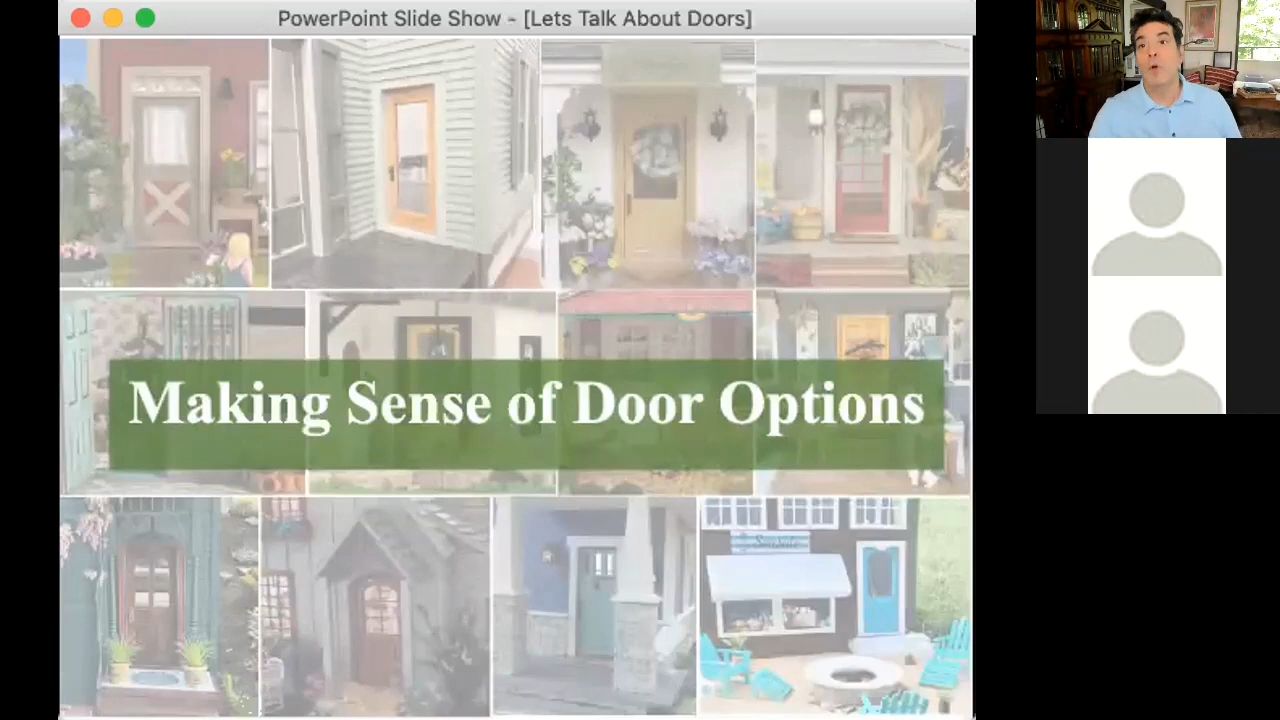 PowerPoint Slide Show - [Lets Talk About Doors]
Making Sense of Door Options